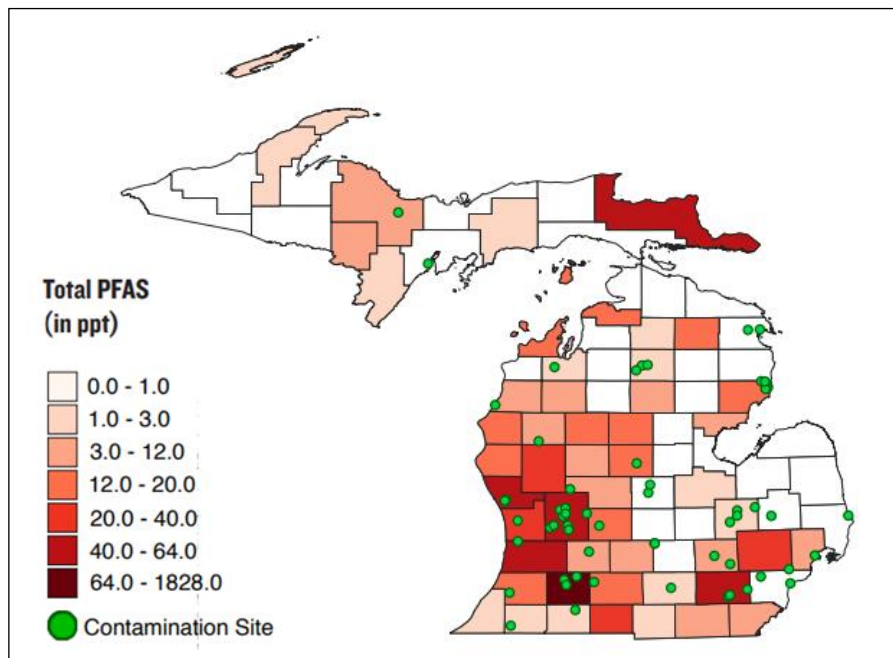 Total PFAS
(in ppt)
0.0 - 1.0
1.0 - 3.0
3.0 - 12.0
12.0 - 20.0
20.0 - 40.0
40.0 - 64.0
64.0 - 1828.0
Contamination Site